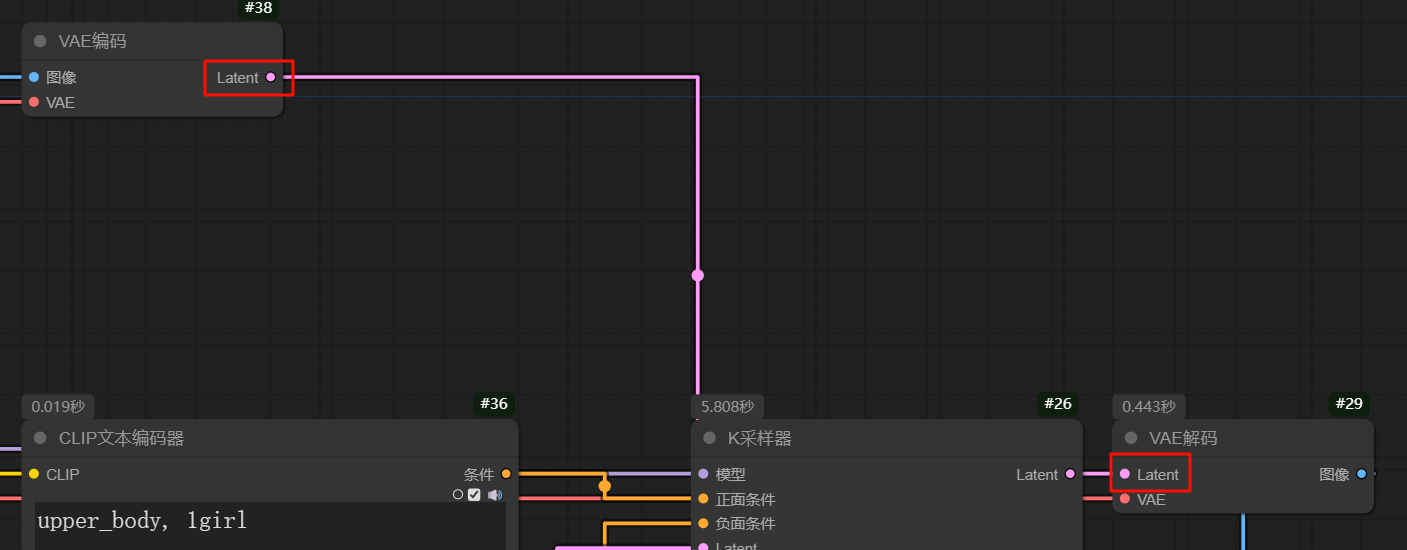 #38
VAE编码
图像 Latent
VAE
0.019秒 #36 5.808秒 #26 0.443秒 #29
CLIP文本编码器 K采样器 VAE解码
CLIP 条件 模型 Latent Latent 图像
正面条件 VAE
upper_body, 1girl 负面条件
Latent